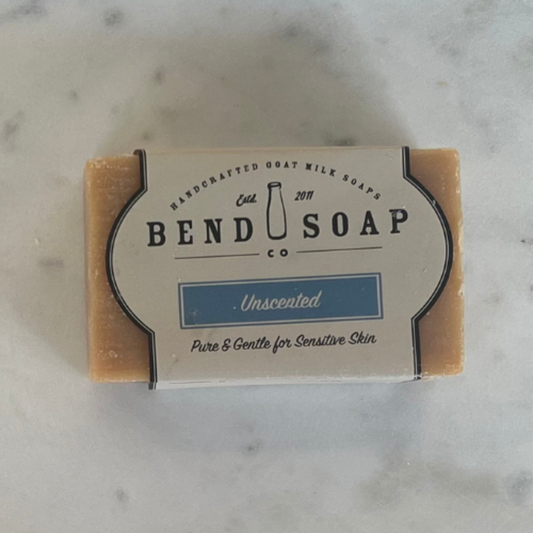 HANDCRAFTED GOAT MILK SOAPS
Estd. 2011
BEND SOAP
CO
Unscented
Pure & Gentle for Sensitive Skin